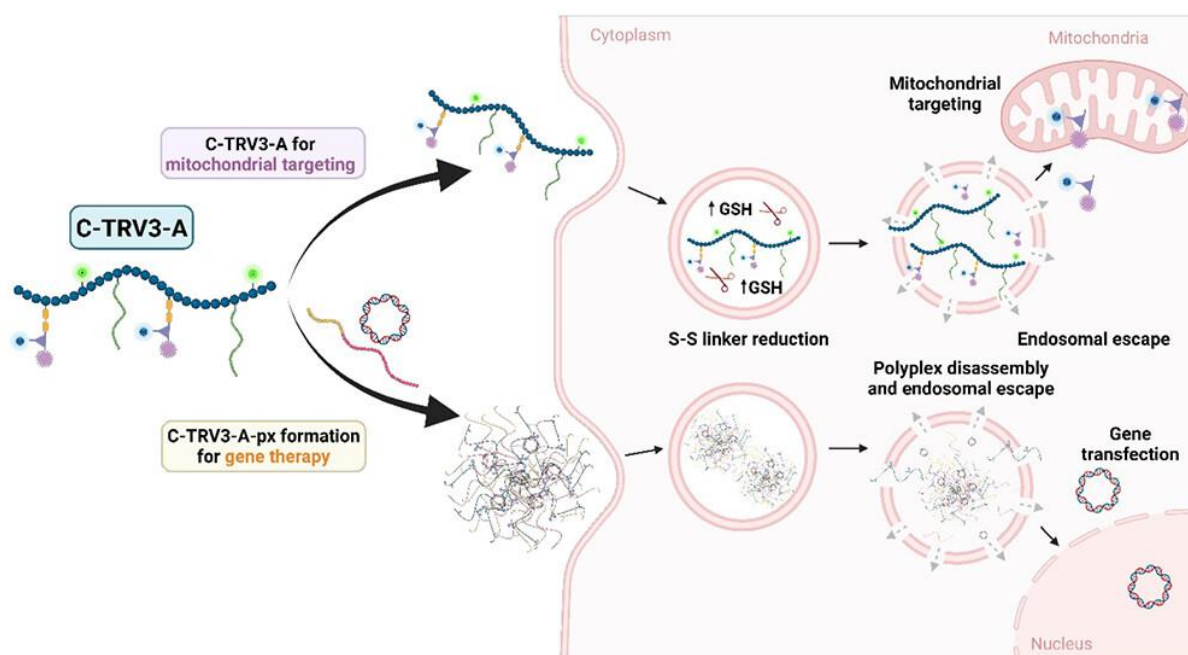 Cytoplasm
Mitochondria
Mitochondrial
targeting
C-TRV3-A for
mitochondrial targeting
C-TRV3-A
↑ GSH
↑GSH
S-S linker reduction
Endosomal escape
Polyplex disassembly
and endosomal escape
C-TRV3-A-px formation
for gene therapy
Gene
transfection
Nucleus